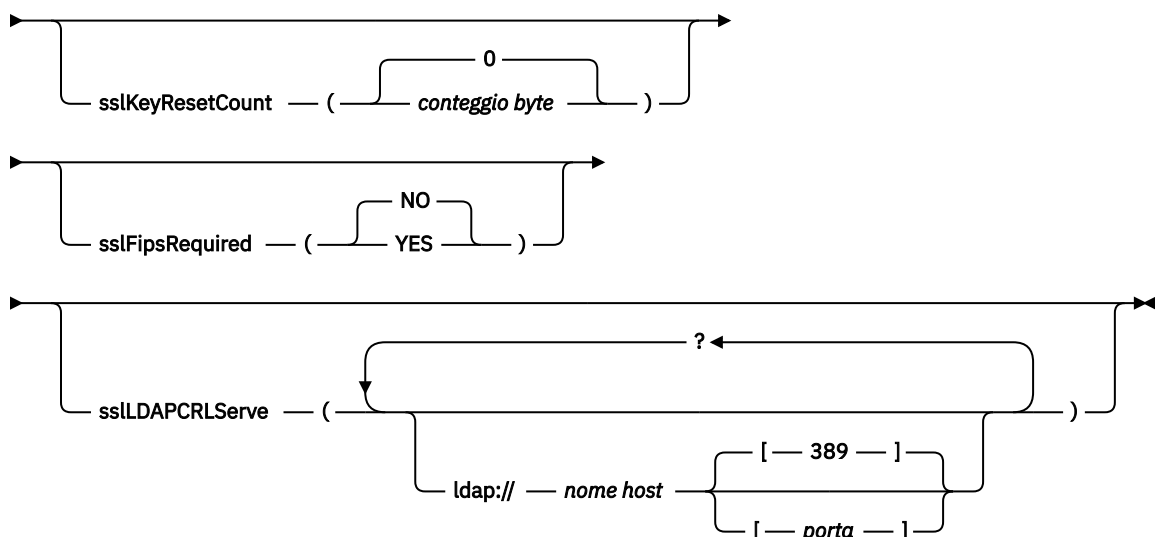 0
sslKeyResetCount ( conteggio byte )
NO
sslFipsRequired ( YES )
?
sslLDAPCRLServe ( )
[ 389 ]
ldap:// nome host
[ porta ]